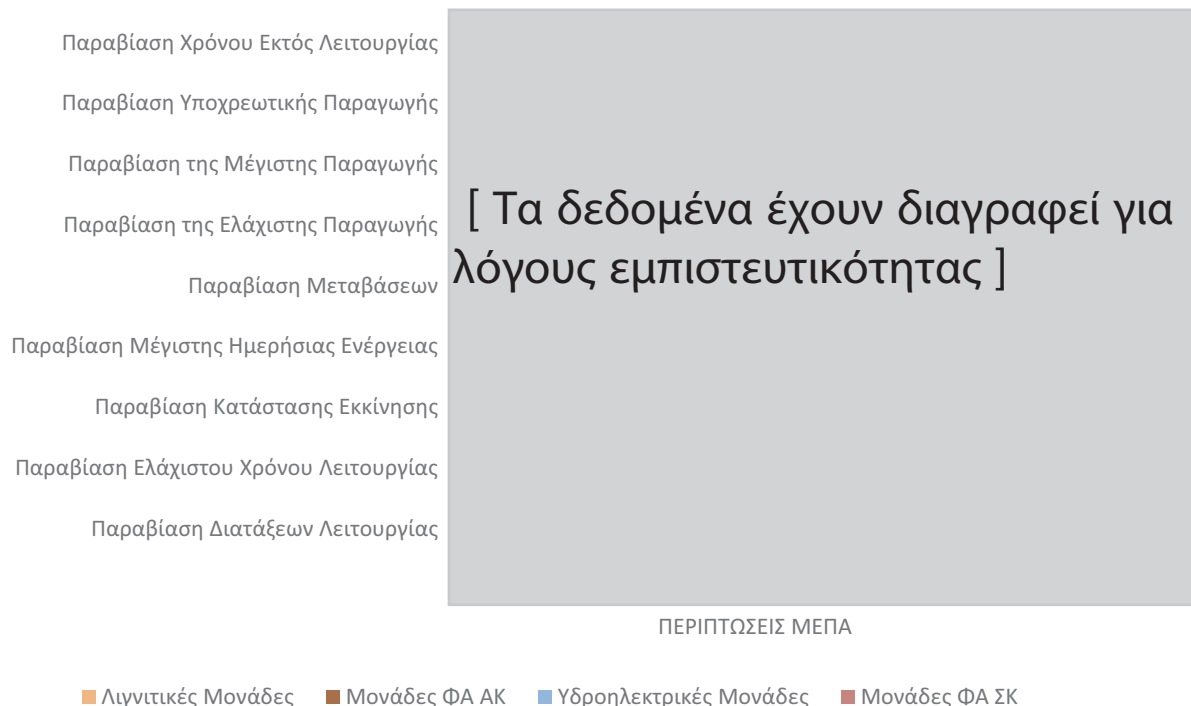 Παραβίαση Χρόνου Εκτός Λειτουργίας
Παραβίαση Υποχρεωτικής Παραγωγής
Παραβίαση της Μέγιστης Παραγωγής
Παραβίαση της Ελάχιστης Παραγωγής
Παραβίαση Μεταβάσεων
Παραβίαση Μέγιστης Ημερήσιας Ενέργειας
Παραβίαση Κατάστασης Εκκίνησης
Παραβίαση Ελάχιστου Χρόνου Λειτουργίας
Παραβίαση Διατάξεων Λειτουργίας
[ Τα δεδομένα έχουν διαγραφεί για
λόγους εμπιστευτικότητας ]
ΠΕΡΙΠΤΩΣΕΙΣ ΜΕΠΑ
Λιγνιτικές Μονάδες Μονάδες ΦΑ ΑΚ Υδροηλεκτρικές Μονάδες Μονάδες ΦΑ ΣΚ